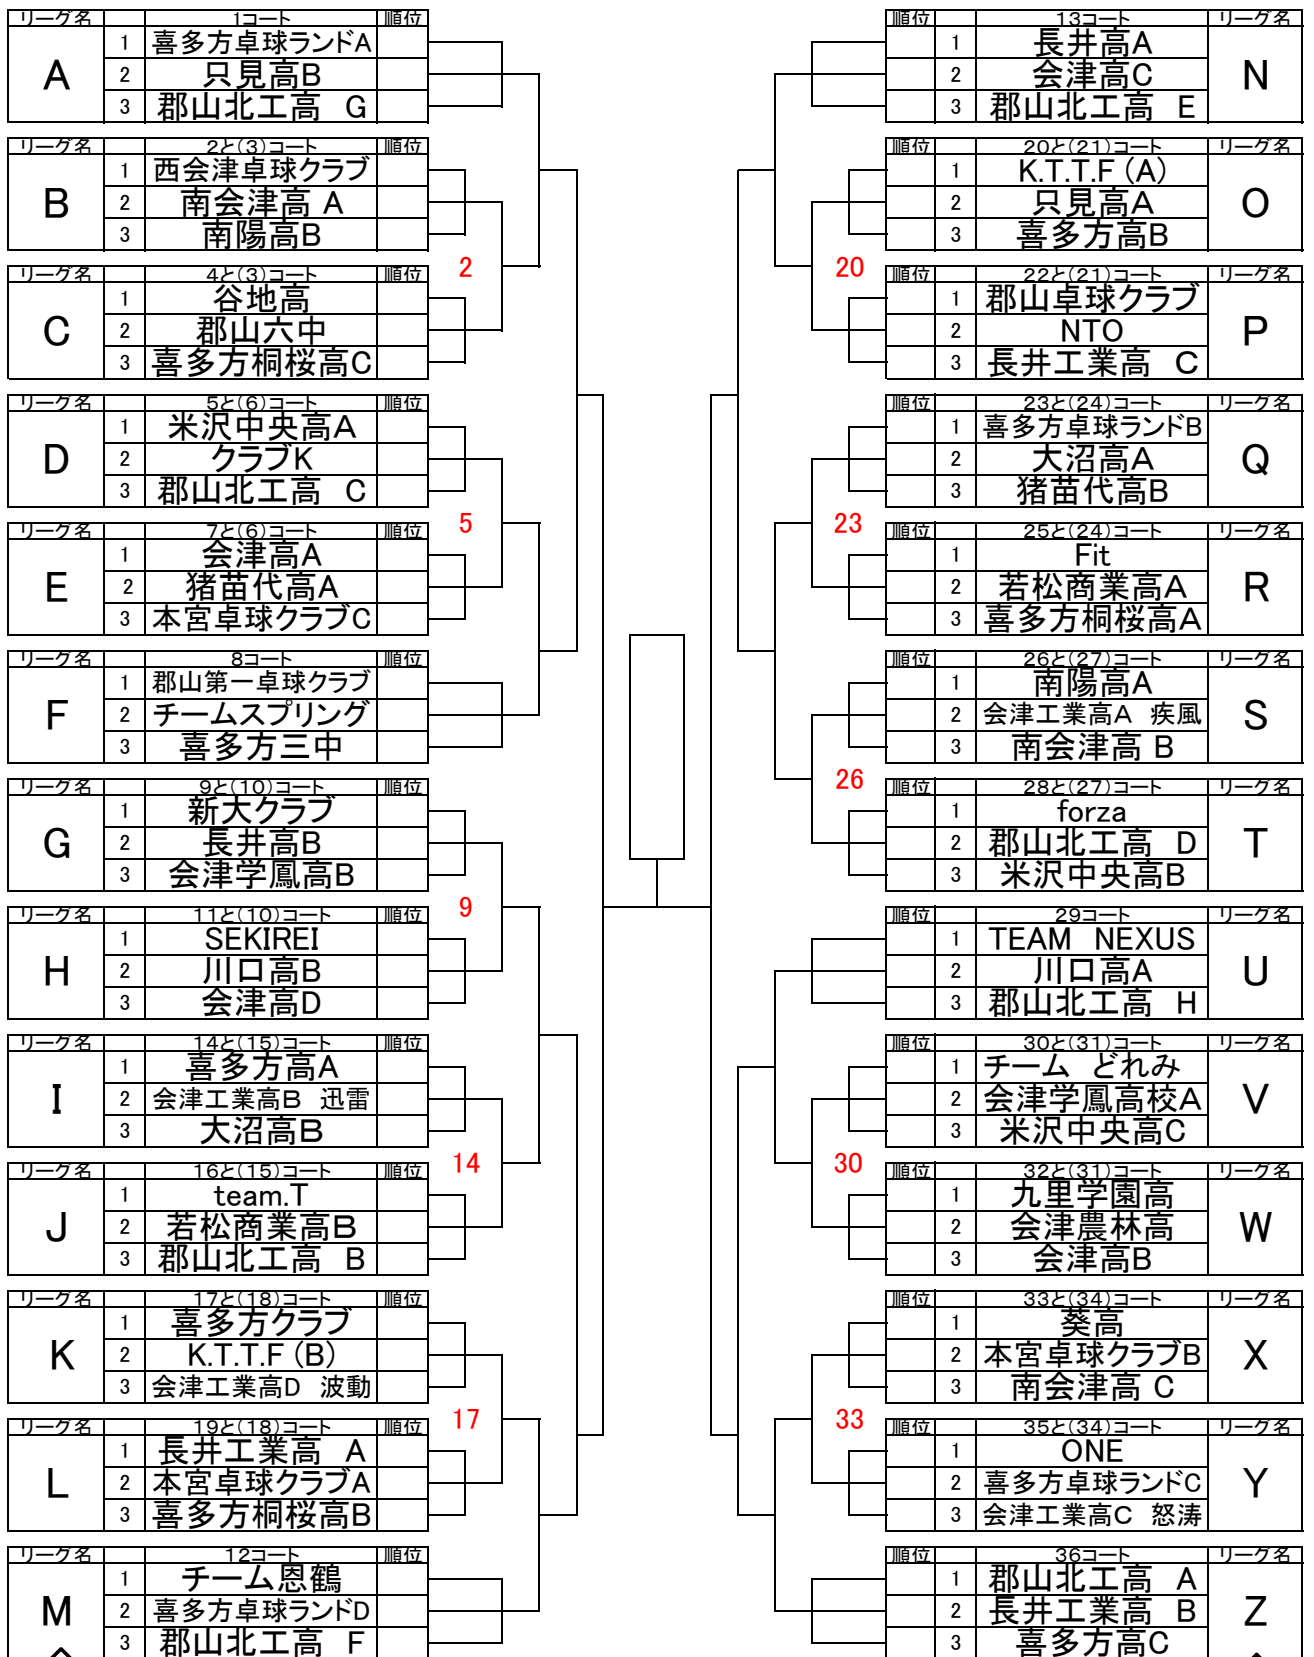 リーグ名 1コート 順位
A
1 喜多方卓球ランドA
2 只見高B
3 郡山北工高　G
リーグ名 2と(3)コート 順位
B
1 西会津卓球クラブ
2 南会津高 A
3 南陽高B
2
リーグ名 4と(3)コート 順位
C
1 谷地高
2 郡山六中
3 喜多方桐桜高C
リーグ名 5と(6)コート 順位
D
1 米沢中央高A
2 クラブK
3 郡山北工高　C
5
リーグ名 7と(6)コート 順位
E
1 会津高A
2 猪苗代高A
3 本宮卓球クラブC
リーグ名 8コート 順位
F
1 郡山第一卓球クラブ
2 チームスプリング
3 喜多方三中
リーグ名 9と(10)コート 順位
G
1 新大クラブ
2 長井高B
3 会津学鳳高B
9
リーグ名 11と(10)コート 順位
H
1 SEKIREI
2 川口高B
3 会津高D
リーグ名 14と(15)コート 順位
I
1 喜多方高A
2 会津工業高B　迅雷
3 大沼高B
14
リーグ名 16と(15)コート 順位
J
1 team.T
2 若松商業高B
3 郡山北工高　B
リーグ名 17と(18)コート 順位
K
1 喜多方クラブ
2 K.T.T.F (B)
3 会津工業高D　波動
17
リーグ名 19と(18)コート 順位
L
1 長井工業高　A
2 本宮卓球クラブA
3 喜多方桐桜高B
リーグ名 12コート 順位
M
1 チーム恩鶴
2 喜多方卓球ランドD
3 郡山北工高　F
順位 13コート リーグ名
N
1 長井高A
2 会津高C
3 郡山北工高　E
順位 20と(21)コート リーグ名
O
1 K.T.T.F (A)
2 只見高A
3 喜多方高B
20
順位 22と(21)コート リーグ名
P
1 郡山卓球クラブ
2 NTO
3 長井工業高　C
順位 23と(24)コート リーグ名
Q
1 喜多方卓球ランドB
2 大沼高A
3 猪苗代高B
23
順位 25と(24)コート リーグ名
R
1 Fit
2 若松商業高A
3 喜多方桐桜高A
順位 26と(27)コート リーグ名
S
1 南陽高A
2 会津工業高A　疾風
3 南会津高 B
26
順位 28と(27)コート リーグ名
T
1 forza
2 郡山北工高　D
3 米沢中央高B
順位 29コート リーグ名
U
1 TEAM　NEXUS
2 川口高A
3 郡山北工高　H
順位 30と(31)コート リーグ名
V
1 チーム　どれみ
2 会津学鳳高校A
3 米沢中央高C
30
順位 32と(31)コート リーグ名
W
1 九里学園高
2 会津農林高
3 会津高B
順位 33と(34)コート リーグ名
X
1 葵高
2 本宮卓球クラブB
3 南会津高 C
33
順位 35と(34)コート リーグ名
Y
1 ONE
2 喜多方卓球ランドC
3 会津工業高C　怒涛
順位 36コート リーグ名
Z
1 郡山北工高　A
2 長井工業高　B
3 喜多方高C